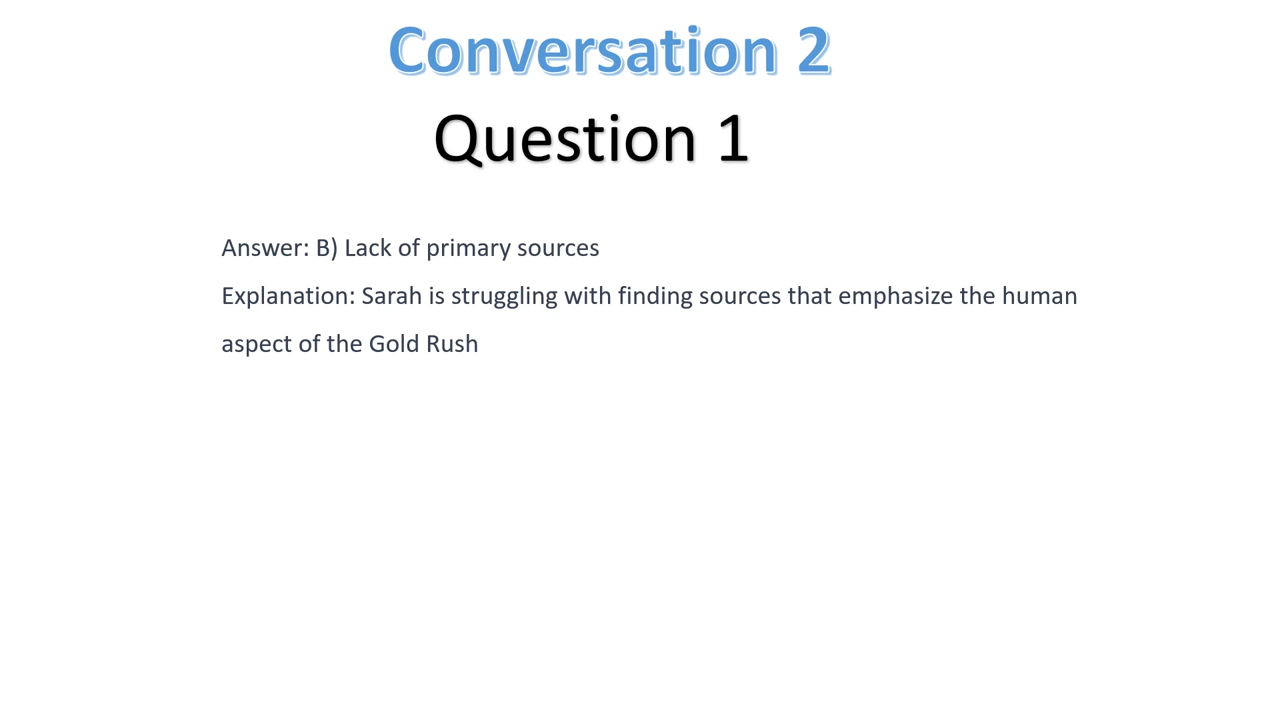 Conversation 2
Question 1
Answer: B) Lack of primary sources
Explanation: Sarah is struggling with finding sources that emphasize the human
aspect of the Gold Rush